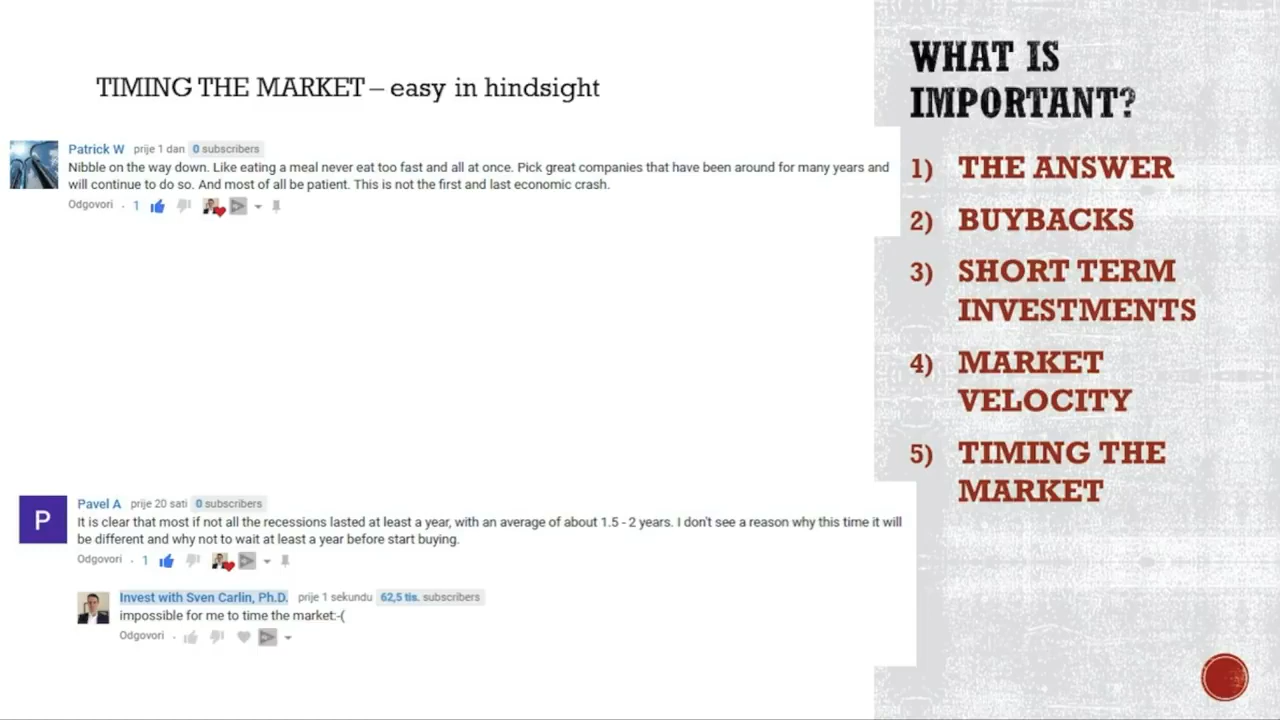 TIMING THE MARKET – easy in hindsight
Patrick W prije 1 dan 0 subscribers
Nibble on the way down. Like eating a meal never eat too fast and all at once. Pick great companies that have been around for many years and
will continue to do so. And most of all be patient. This is not the first and last economic crash.
Odgovori · 1
P
Pavel A prije 20 sati 0 subscribers
It is clear that most if not all the recessions lasted at least a year, with an average of about 1.5 - 2 years. I don't see a reason why this time it will
be different and why not to wait at least a year before start buying.
Odgovori · 1
Invest with Sven Carlin, Ph.D. prije 1 sekundu 62,5 tis. subscribers
impossible for me to time the market:-(
Odgovori ·
WHAT IS
IMPORTANT?
1) THE ANSWER
2) BUYBACKS
3) SHORT TERM
INVESTMENTS
4) MARKET
VELOCITY
5) TIMING THE
MARKET